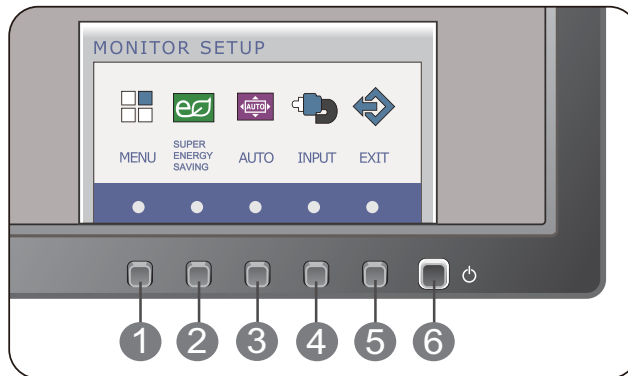 MONITOR SETUP
AUTO
MENU
SUPER
ENERGY
SAVING
AUTO
INPUT
EXIT
1 2 3 4 5 6